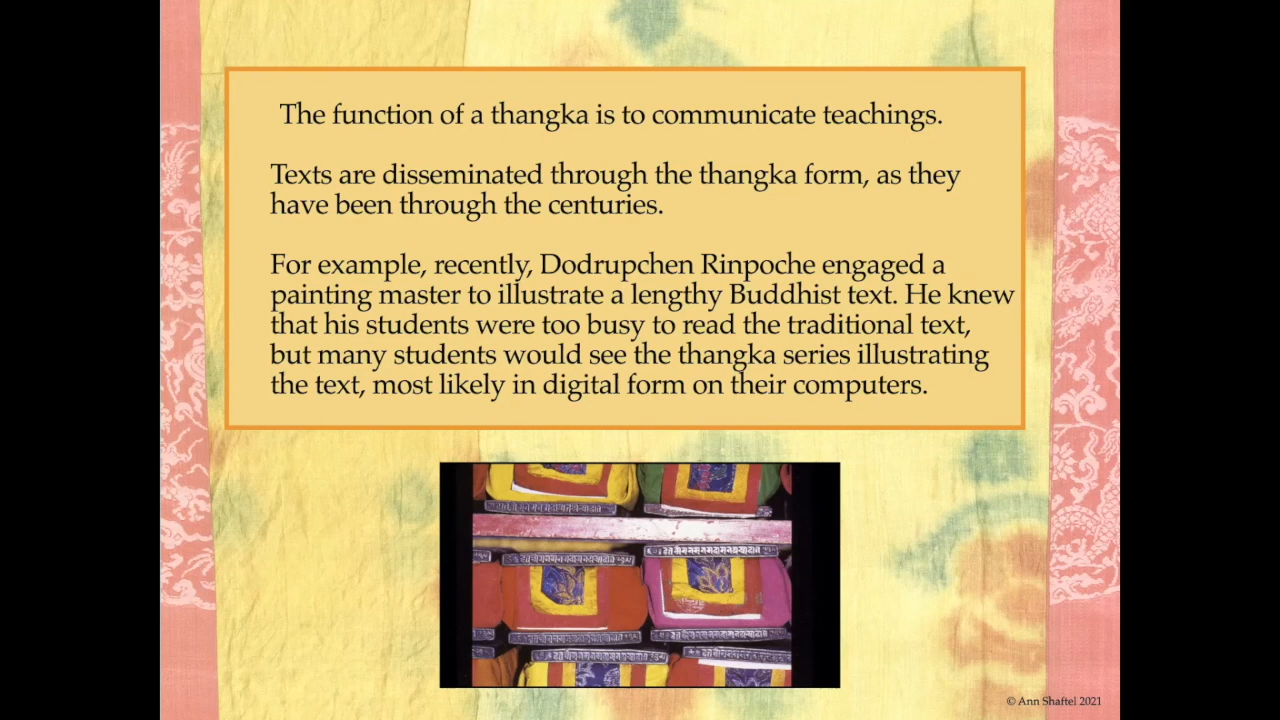 The function of a thangka is to communicate teachings.
Texts are disseminated through the thangka form, as they
have been through the centuries.
For example, recently, Dodrupchen Rinpoche engaged a
painting master to illustrate a lengthy Buddhist text. He knew
that his students were too busy to read the traditional text,
but many students would see the thangka series illustrating
the text, most likely in digital form on their computers.
© Ann Shaftel 2021